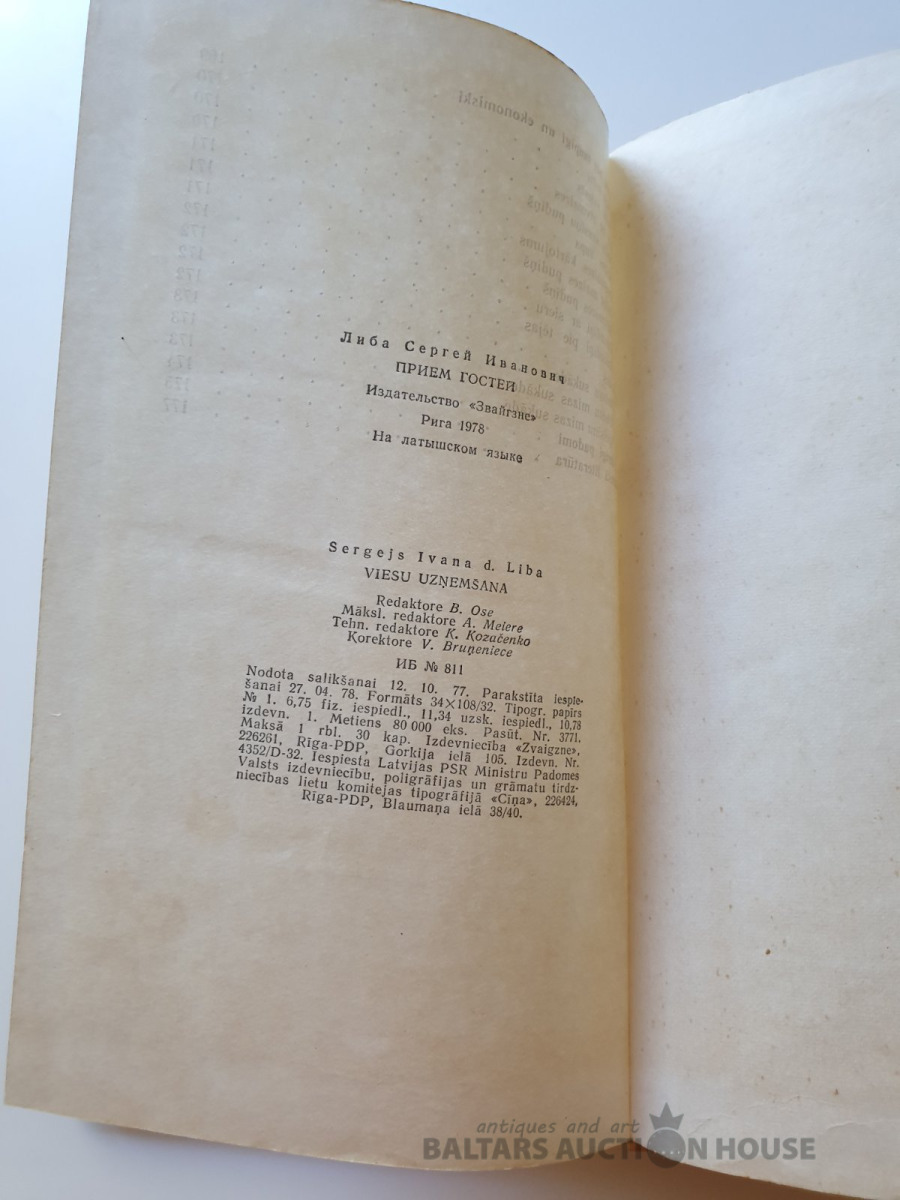 Либа Сергей Иванович
ПРИЕМ ГОСТЕЙ
Издательство «Звайгзне»
Рига 1978
На латышском языке
Sergejs Ivana d. Liba
VIESU UZŅEMŠANA
Redaktore B. Ose
Māksl. redaktore A. Meiere
Tehn. redaktore K. Kozučenko
Korektore V. Bruņeniece
ИБ № 811
Nodota salikšanai 12. 10. 77. Parakstīta iespie-
šanai 27. 04. 78. Formāts 34×108/32. Tipogr. papīrs
№ 1. 6,75 fiz. iespiedl., 11,34 uzsk. iespiedl., 10,78
izdevn. 1. Metiens 80 000 eks. Pasūt. Nr. 3771.
Maksā 1 rbl. 30 kap. Izdevniecība «Zvaigzne»,
226261, Rīga-PDP, Gorkija ielā 105. Izdevn. Nr.
4352/D-32. Iespiesta Latvijas PSR Ministru Padomes
Valsts izdevniecību, poligrāfijas un grāmatu tirdz-
niecības lietu komitejas tipogrāfijā «Cīņa», 226424,
Rīga-PDP, Blaumaņa ielā 38/40.
antiques and art
BALTARS AUCTION HOUSE